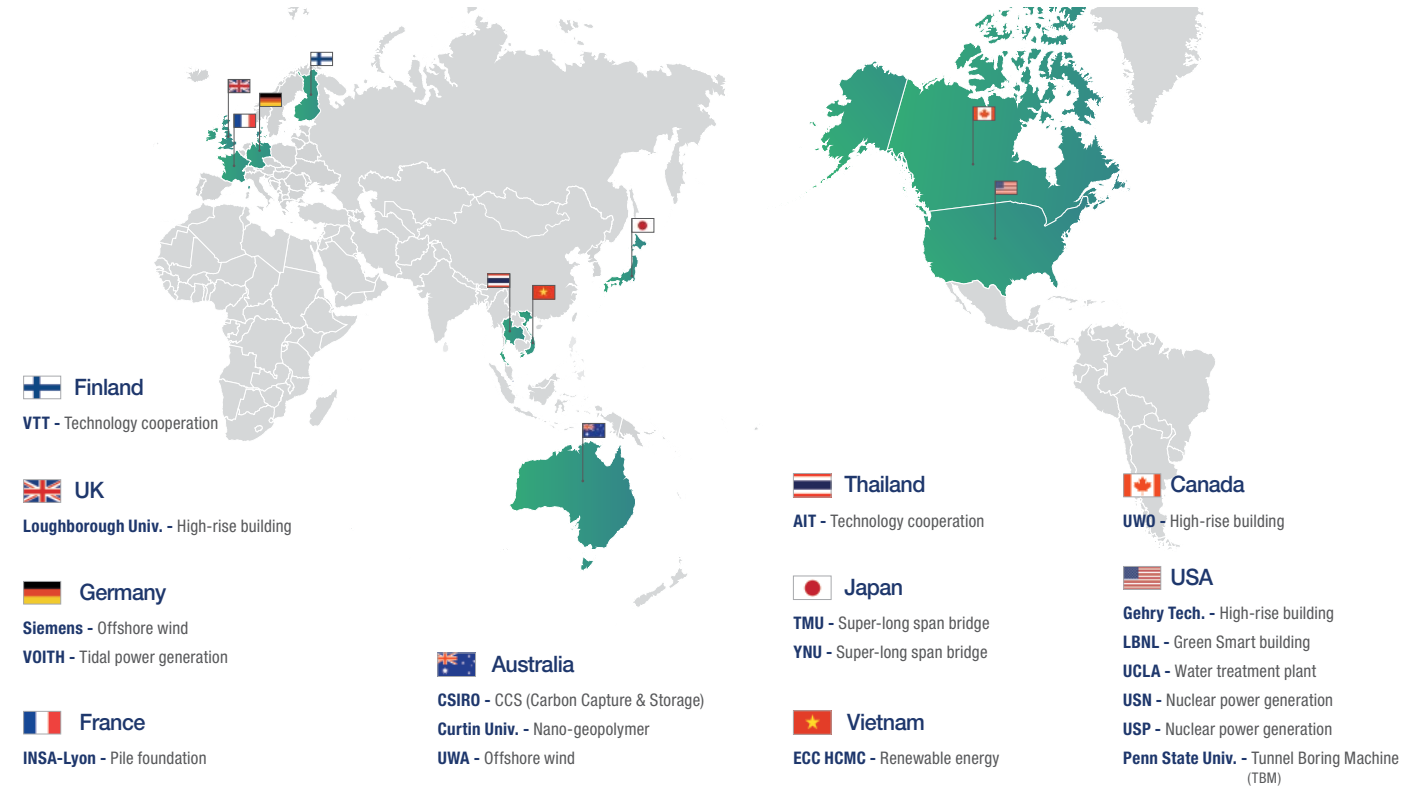 Finland
VTT - Technology cooperation
UK
Loughborough Univ. - High-rise building
Germany
Siemens - Offshore wind
VOITH - Tidal power generation
France
INSA-Lyon - Pile foundation
Australia
CSIRO - CCS (Carbon Capture & Storage)
Curtin Univ. - Nano-geopolymer
UWA - Offshore wind
Thailand
AIT - Technology cooperation
Japan
TMU - Super-long span bridge
YNU - Super-long span bridge
Vietnam
ECC HCMC - Renewable energy
Canada
UWO - High-rise building
USA
Gehry Tech. - High-rise building
LBNL - Green Smart building
UCLA - Water treatment plant
USN - Nuclear power generation
USP - Nuclear power generation
Penn State Univ. - Tunnel Boring Machine
(TBM)